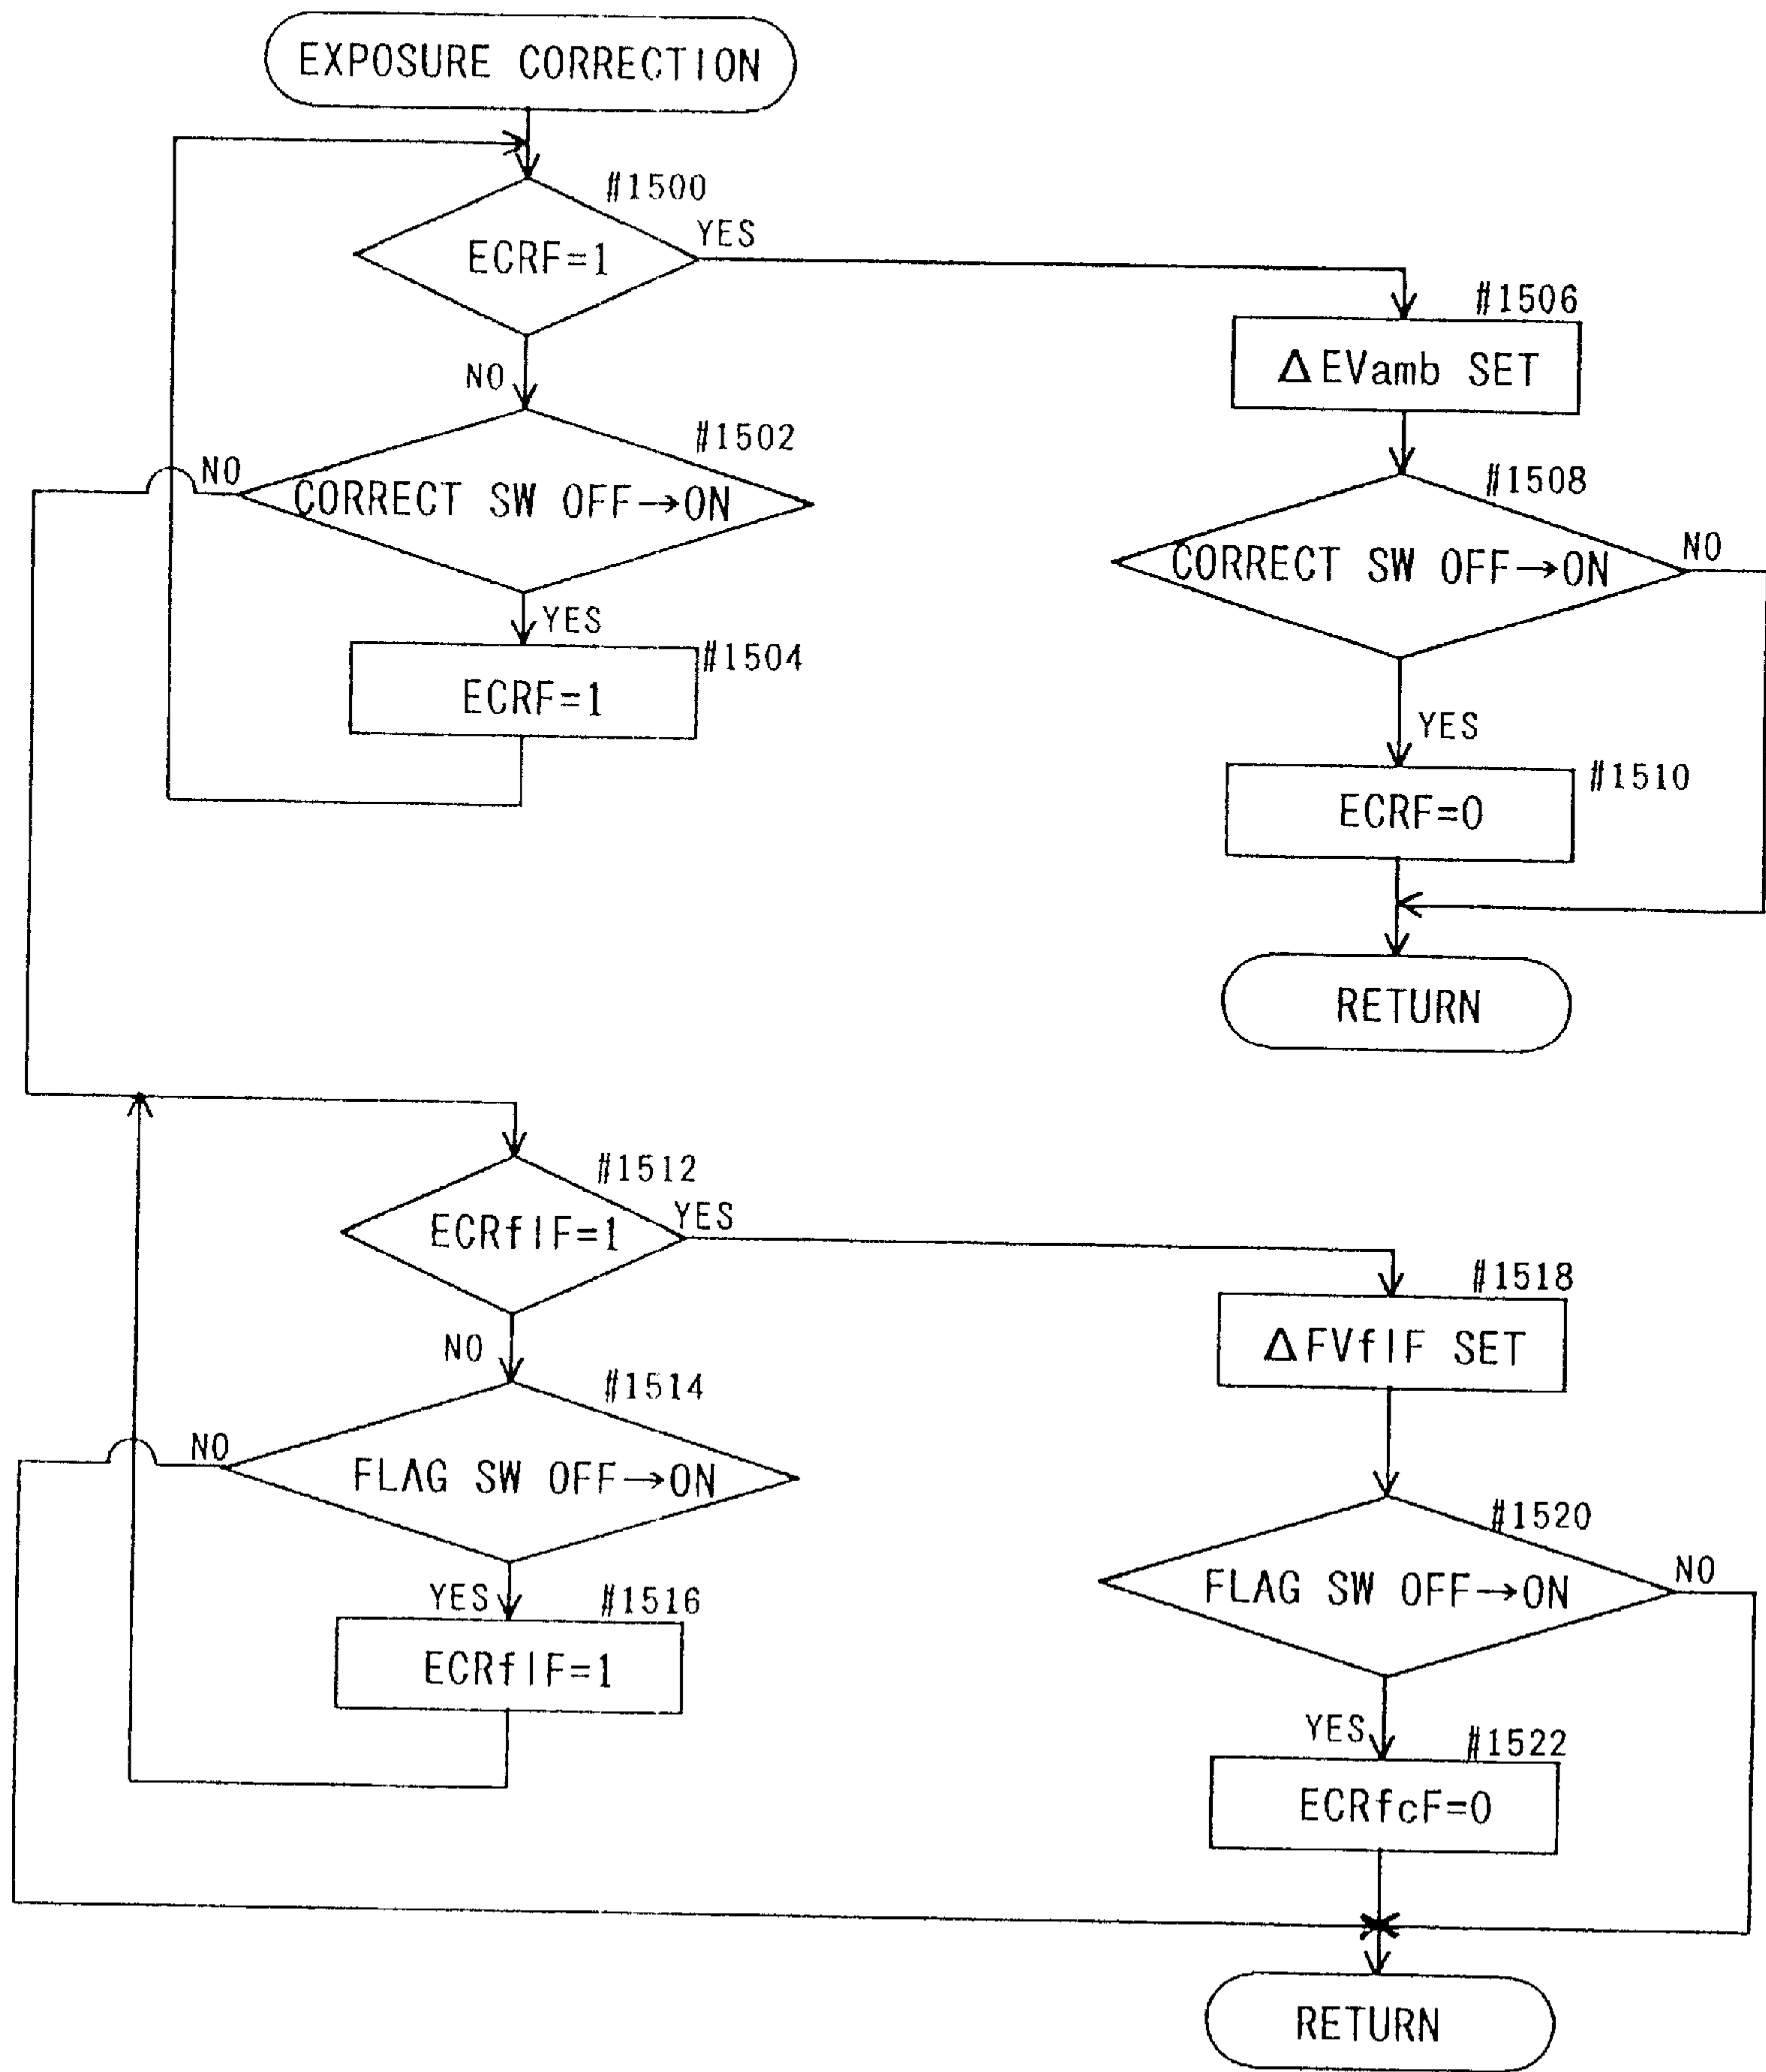 EXPOSURE CORRECTION
#1500
ECRF=1
YES
NO
#1506
ΔEVamb SET
#1502
NO
CORRECT SW OFF→ON
YES
#1508
CORRECT SW OFF→ON
NO
#1504
ECRF=1
YES
#1510
ECRF=0
RETURN
#1512
ECRflF=1
YES
NO
#1518
ΔFVflF SET
#1514
NO
FLAG SW OFF→ON
YES
#1520
FLAG SW OFF→ON
NO
#1516
ECRflF=1
YES
#1522
ECRfcF=0
RETURN